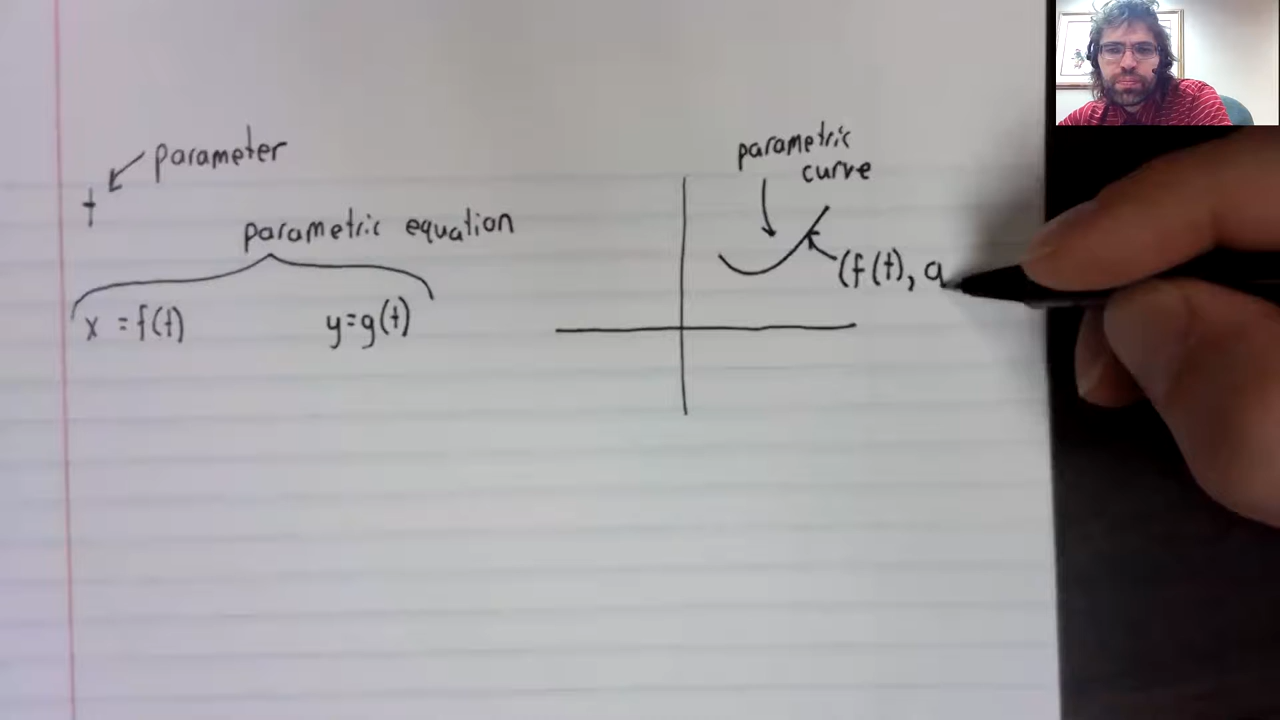 parameter
t
parametric equation
x = f(t)
y=g(t)
parametric
curve
(f(t), g